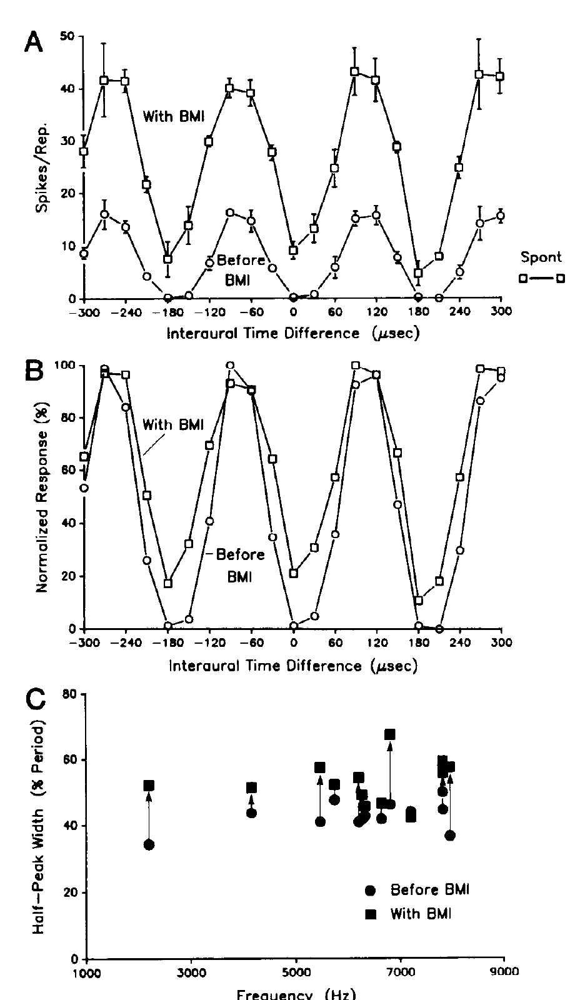 A
50
40
30
20
10
0
Spikes/Rep.
With BMI
Before
BMI
Spont
−300 −240 −180 −120 −60 0 60 120 180 240 300
Interaural Time Difference (μsec)
B
100
80
60
40
20
0
Normalized Response (%)
With BMI
Before
BMI
−300 −240 −180 −120 −60 0 60 120 180 240 300
Interaural Time Difference (μsec)
C
80
60
40
20
0
Half−Peak Width (% Period)
Before BMI
With BMI
1000 3000 5000 7000 9000
Frequency (Hz)